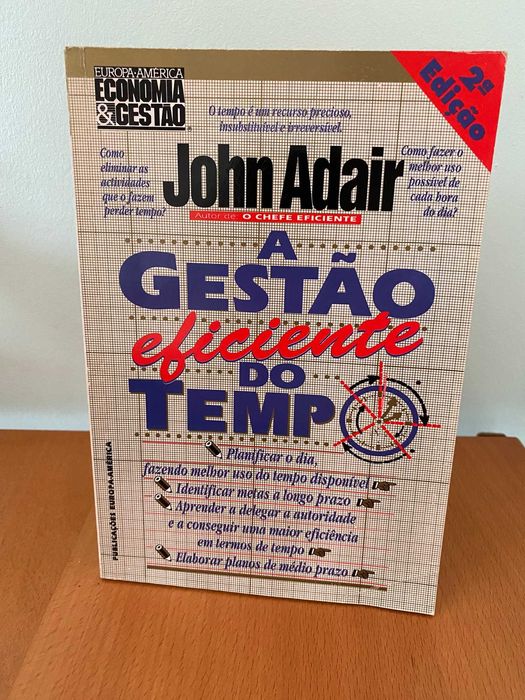 EUROPA-AMÉRICA
ECONOMIA
& GESTÃO
2ª
Edição
O tempo é um recurso precioso,
insubstituível e irreversível.
Como
eliminar as
actividades
que o fazem
perder tempo?
John Adair
Como fazer o
melhor uso
possível de
cada hora
do dia?
Autor de O CHEFE EFICIENTE
A
GESTÃO
eficiente
DO
TEMPO
Planificar o dia,
fazendo melhor uso do tempo disponível
Identificar metas a longo prazo
Aprender a delegar a autoridade
e a conseguir uma maior eficiência
em termos de tempo
Elaborar planos de médio prazo
PUBLICAÇÕES EUROPA-AMÉRICA